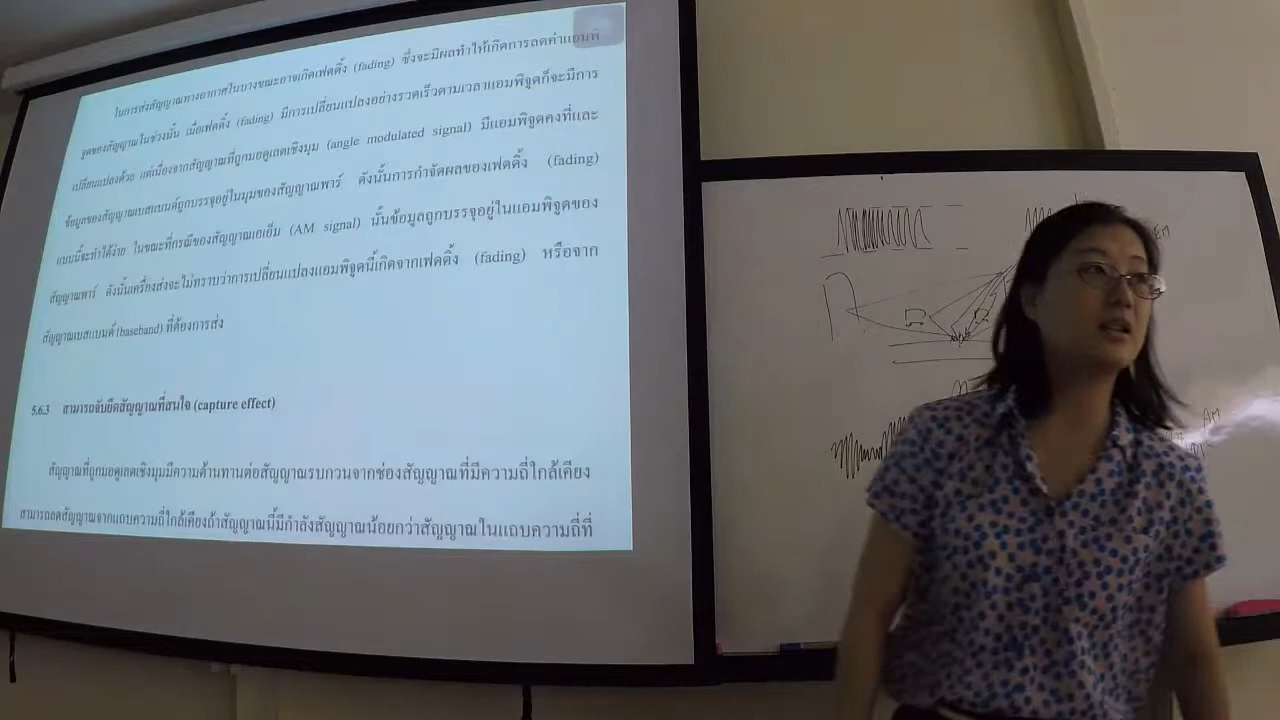 ในการส่งสัญญาณทางอากาศในบางขณะอาจเกิดเฟดดิ้ง (fading) ซึ่งจะมีผลทำให้เกิดการลดค่าแอมพิ
จูดของสัญญาณในช่วงนั้น เมื่อเฟดดิ้ง (fading) มีการเปลี่ยนแปลงอย่างรวดเร็วตามเวลาแอมพิจูดก็จะมีการ
เปลี่ยนแปลงด้วย แต่เนื่องจากสัญญาณที่ถูกมอดูเลตเชิงมุม (angle modulated signal) มีแอมพิจูดคงที่และ
ข้อมูลของสัญญาณเบสแบนด์ถูกบรรจุอยู่ในมุมของสัญญาณพาร์ ดังนั้นการกำจัดผลของเฟดดิ้ง (fading)
แบบนี้จะทำได้ง่าย ในขณะที่กรณีของสัญญาณเอเอ็ม (AM signal) นั้นข้อมูลถูกบรรจุอยู่ในแอมพิจูดของ
สัญญาณพาร์ ดังนั้นเครื่องส่งจะไม่ทราบว่าการเปลี่ยนแปลงแอมพิจูดนี้เกิดจากเฟดดิ้ง (fading) หรือจาก
สัญญาณเบสแบนด์ (baseband) ที่ต้องการส่ง
5.6.3 สามารถจับยึดสัญญาณที่สนใจ (capture effect)
สัญญาณที่ถูกมอดูเลตเชิงมุมมีความต้านทานต่อสัญญาณรบกวนจากช่องสัญญาณที่มีความถี่ใกล้เคียง
สามารถลดสัญญาณจากแถบความถี่ใกล้เคียงถ้าสัญญาณนี้มีกำลังสัญญาณน้อยกว่าสัญญาณในแถบความถี่ที่
AM